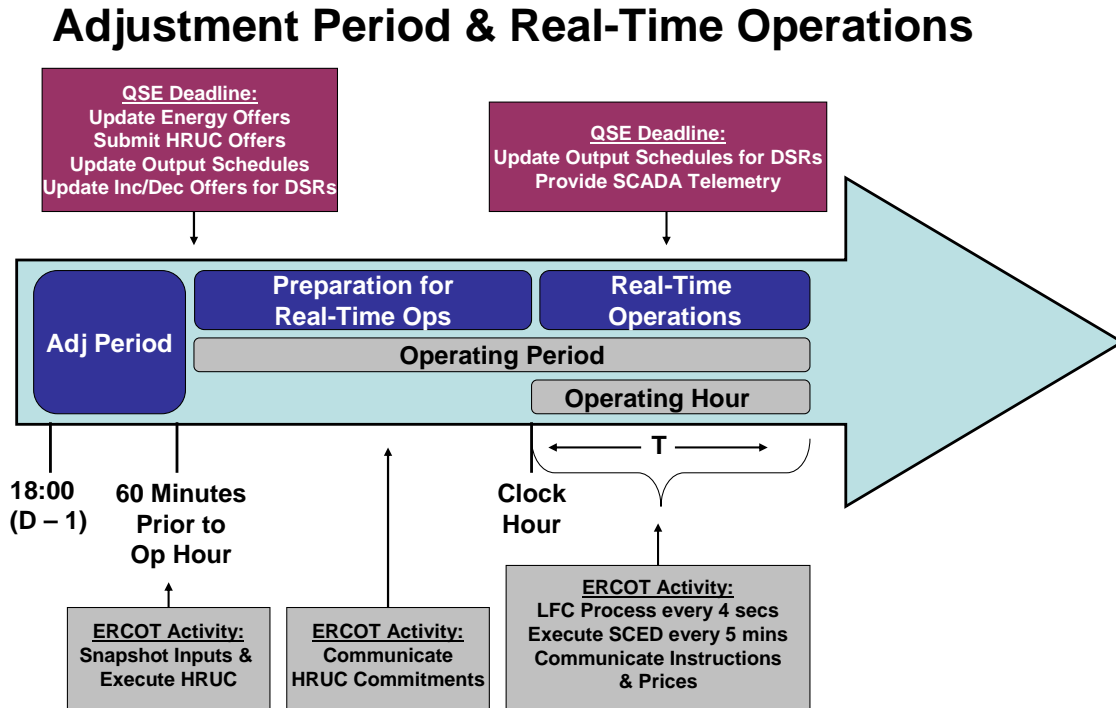 Adjustment Period & Real-Time Operations
QSE Deadline:
Update Energy Offers
Submit HRUC Offers
Update Output Schedules
Update Inc/Dec Offers for DSRs
QSE Deadline:
Update Output Schedules for DSRs
Provide SCADA Telemetry
Adj Period
Preparation for
Real-Time Ops
Real-Time
Operations
Operating Period
Operating Hour
T
18:00
(D – 1)
60 Minutes
Prior to
Op Hour
Clock
Hour
ERCOT Activity:
Snapshot Inputs &
Execute HRUC
ERCOT Activity:
Communicate
HRUC Commitments
ERCOT Activity:
LFC Process every 4 secs
Execute SCED every 5 mins
Communicate Instructions
& Prices